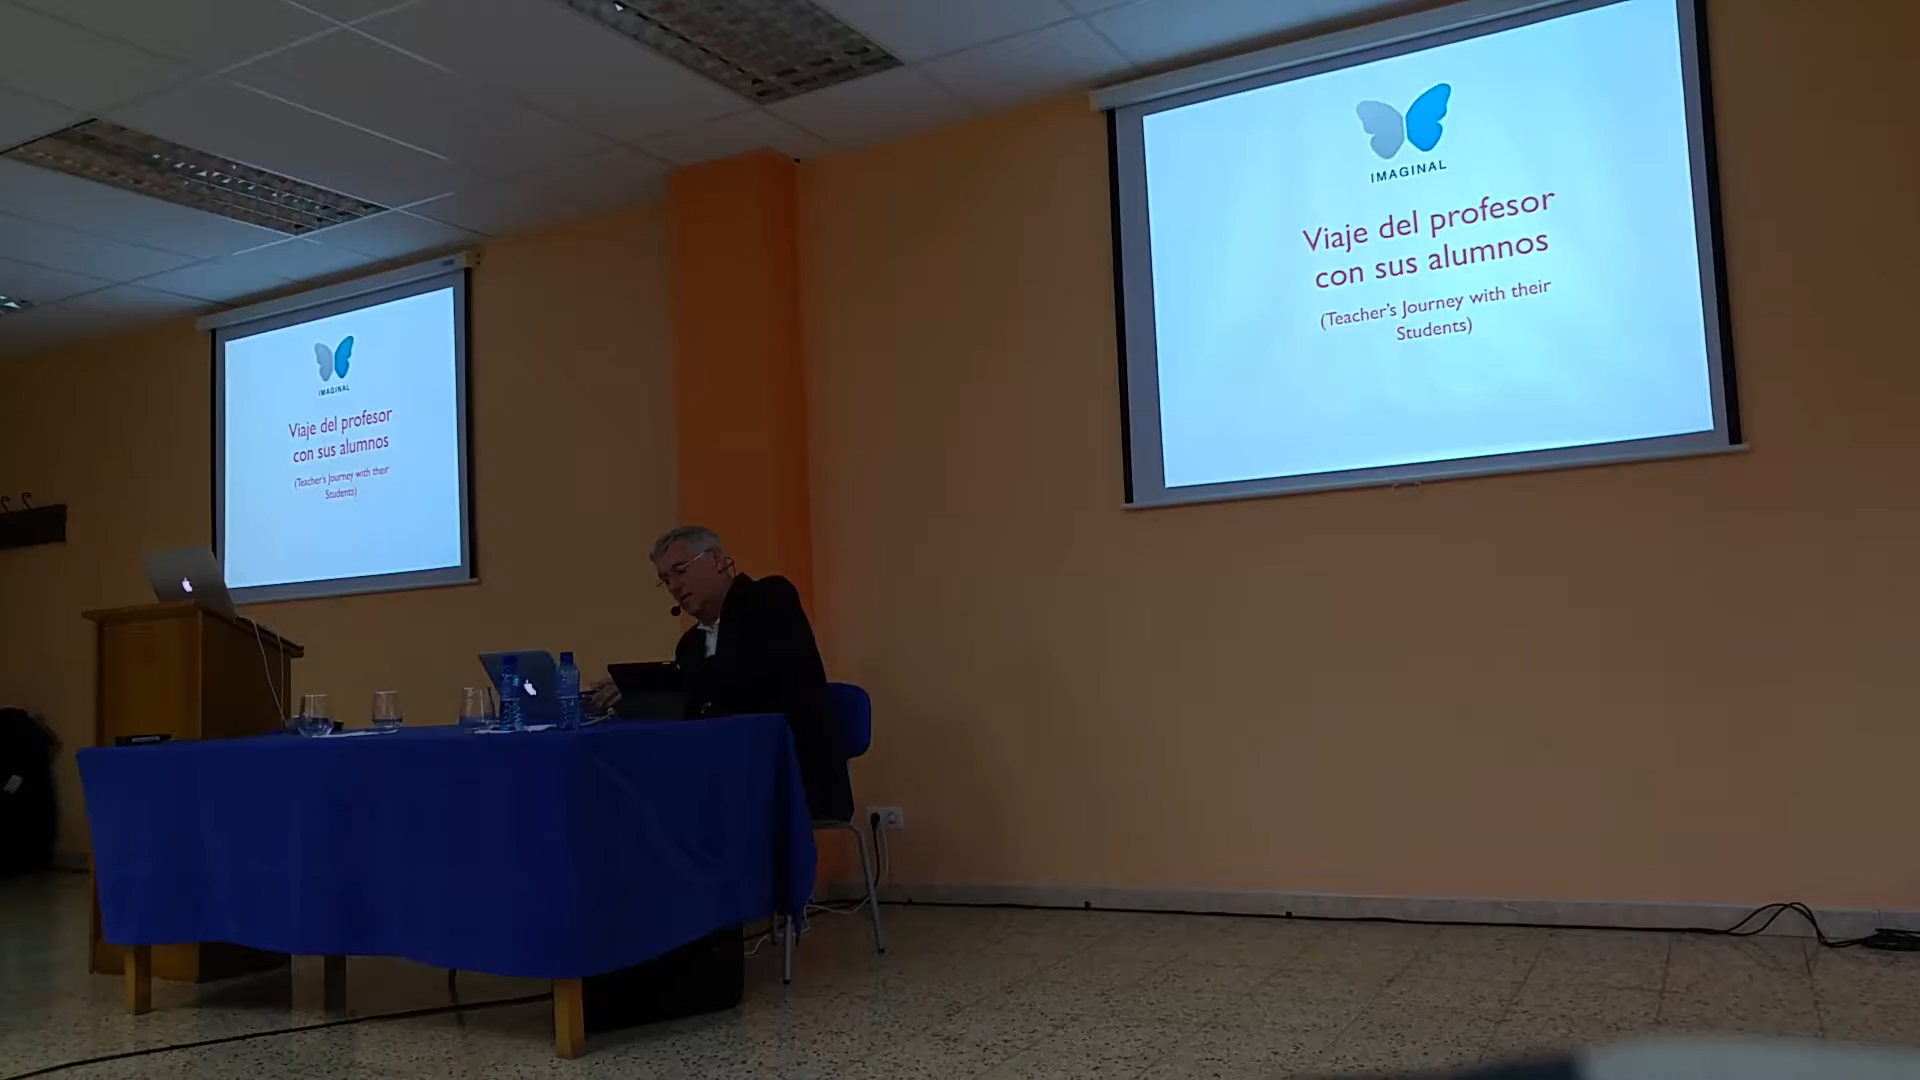 IMAGINAL
Viaje del profesor
con sus alumnos
(Teacher's Journey with their
Students)
IMAGINAL
Viaje del profesor
con sus alumnos
(Teacher's Journey with their
Students)